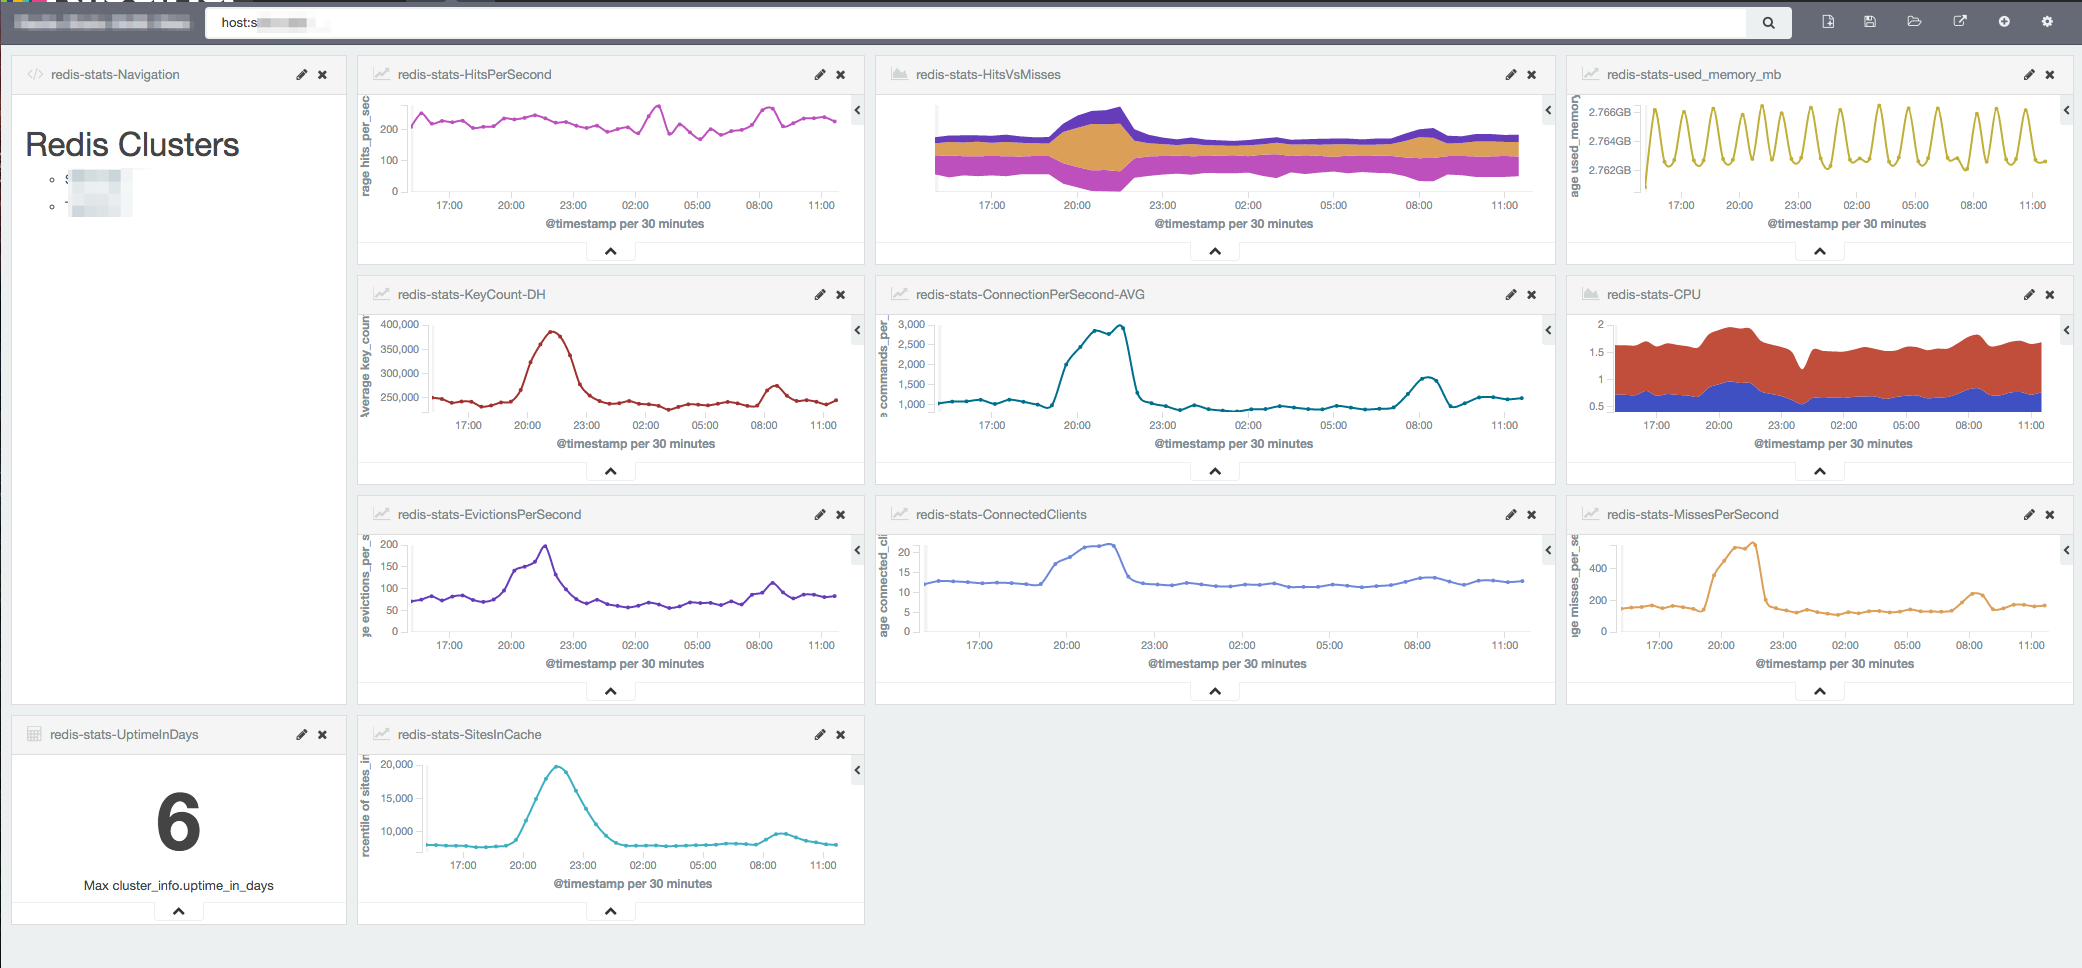 host:s
redis-stats-Navigation
Redis Clusters
redis-stats-HitsPerSecond
rage hits_per_sec
200
100
0
17:00 20:00 23:00 02:00 05:00 08:00 11:00
@timestamp per 30 minutes
redis-stats-HitsVsMisses
17:00 20:00 23:00 02:00 05:00 08:00 11:00
@timestamp per 30 minutes
redis-stats-used_memory_mb
age used_memory
2.766GB
2.764GB
2.762GB
17:00 20:00 23:00 02:00 05:00 08:00 11:00
@timestamp per 30 minutes
redis-stats-KeyCount-DH
Average key_coun
400,000
350,000
300,000
250,000
17:00 20:00 23:00 02:00 05:00 08:00 11:00
@timestamp per 30 minutes
redis-stats-ConnectionPerSecond-AVG
e commands_per_
3,000
2,500
2,000
1,500
1,000
17:00 20:00 23:00 02:00 05:00 08:00 11:00
@timestamp per 30 minutes
redis-stats-CPU
2
1.5
1
0.5
17:00 20:00 23:00 02:00 05:00 08:00 11:00
@timestamp per 30 minutes
redis-stats-EvictionsPerSecond
ge evictions_per_s
200
150
100
50
0
17:00 20:00 23:00 02:00 05:00 08:00 11:00
@timestamp per 30 minutes
redis-stats-ConnectedClients
age connected_cli
20
15
10
5
0
17:00 20:00 23:00 02:00 05:00 08:00 11:00
@timestamp per 30 minutes
redis-stats-MissesPerSecond
age misses_per_se
400
200
0
17:00 20:00 23:00 02:00 05:00 08:00 11:00
@timestamp per 30 minutes
redis-stats-UptimeInDays
6
Max cluster_info.uptime_in_days
redis-stats-SitesInCache
rcentile of sites_in
20,000
15,000
10,000
17:00 20:00 23:00 02:00 05:00 08:00 11:00
@timestamp per 30 minutes